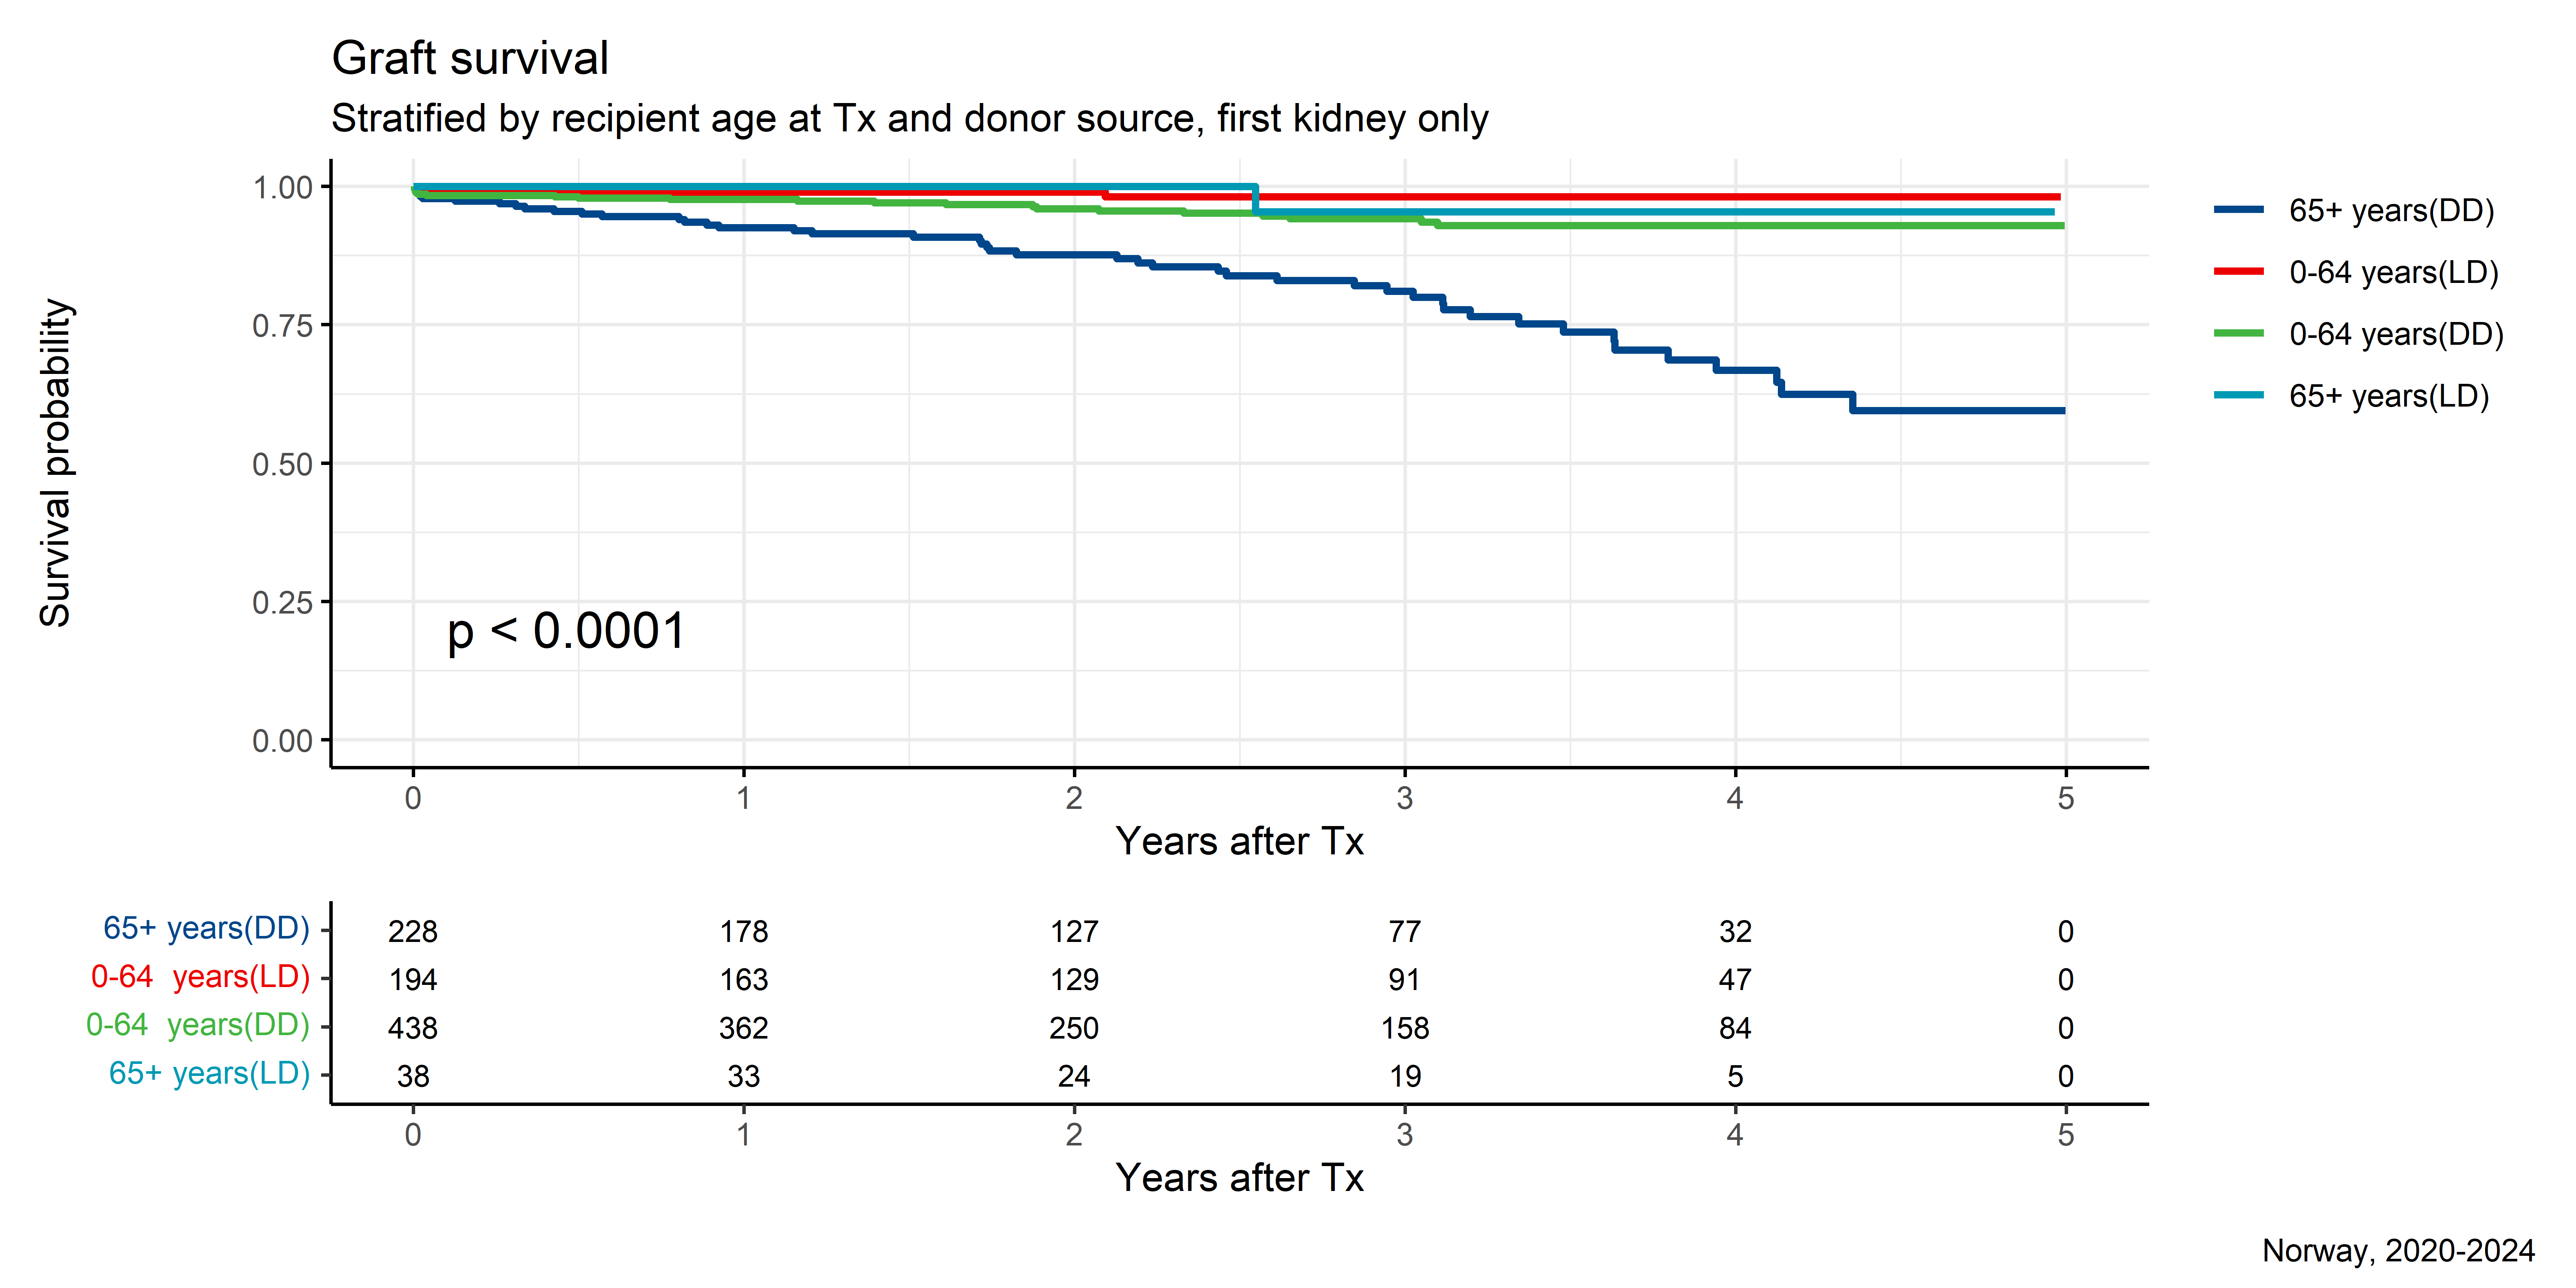 Graft survival
Stratified by recipient age at Tx and donor source, first kidney only
Survival probability
1.00
0.75
0.50
0.25
0.00
p < 0.0001
0 1 2 3 4 5
Years after Tx
65+ years(DD)
0-64 years(LD)
0-64 years(DD)
65+ years(LD)
65+ years(DD) 228 178 127 77 32 0
0-64 years(LD) 194 163 129 91 47 0
0-64 years(DD) 438 362 250 158 84 0
65+ years(LD) 38 33 24 19 5 0
0 1 2 3 4 5
Years after Tx
Norway, 2020-2024